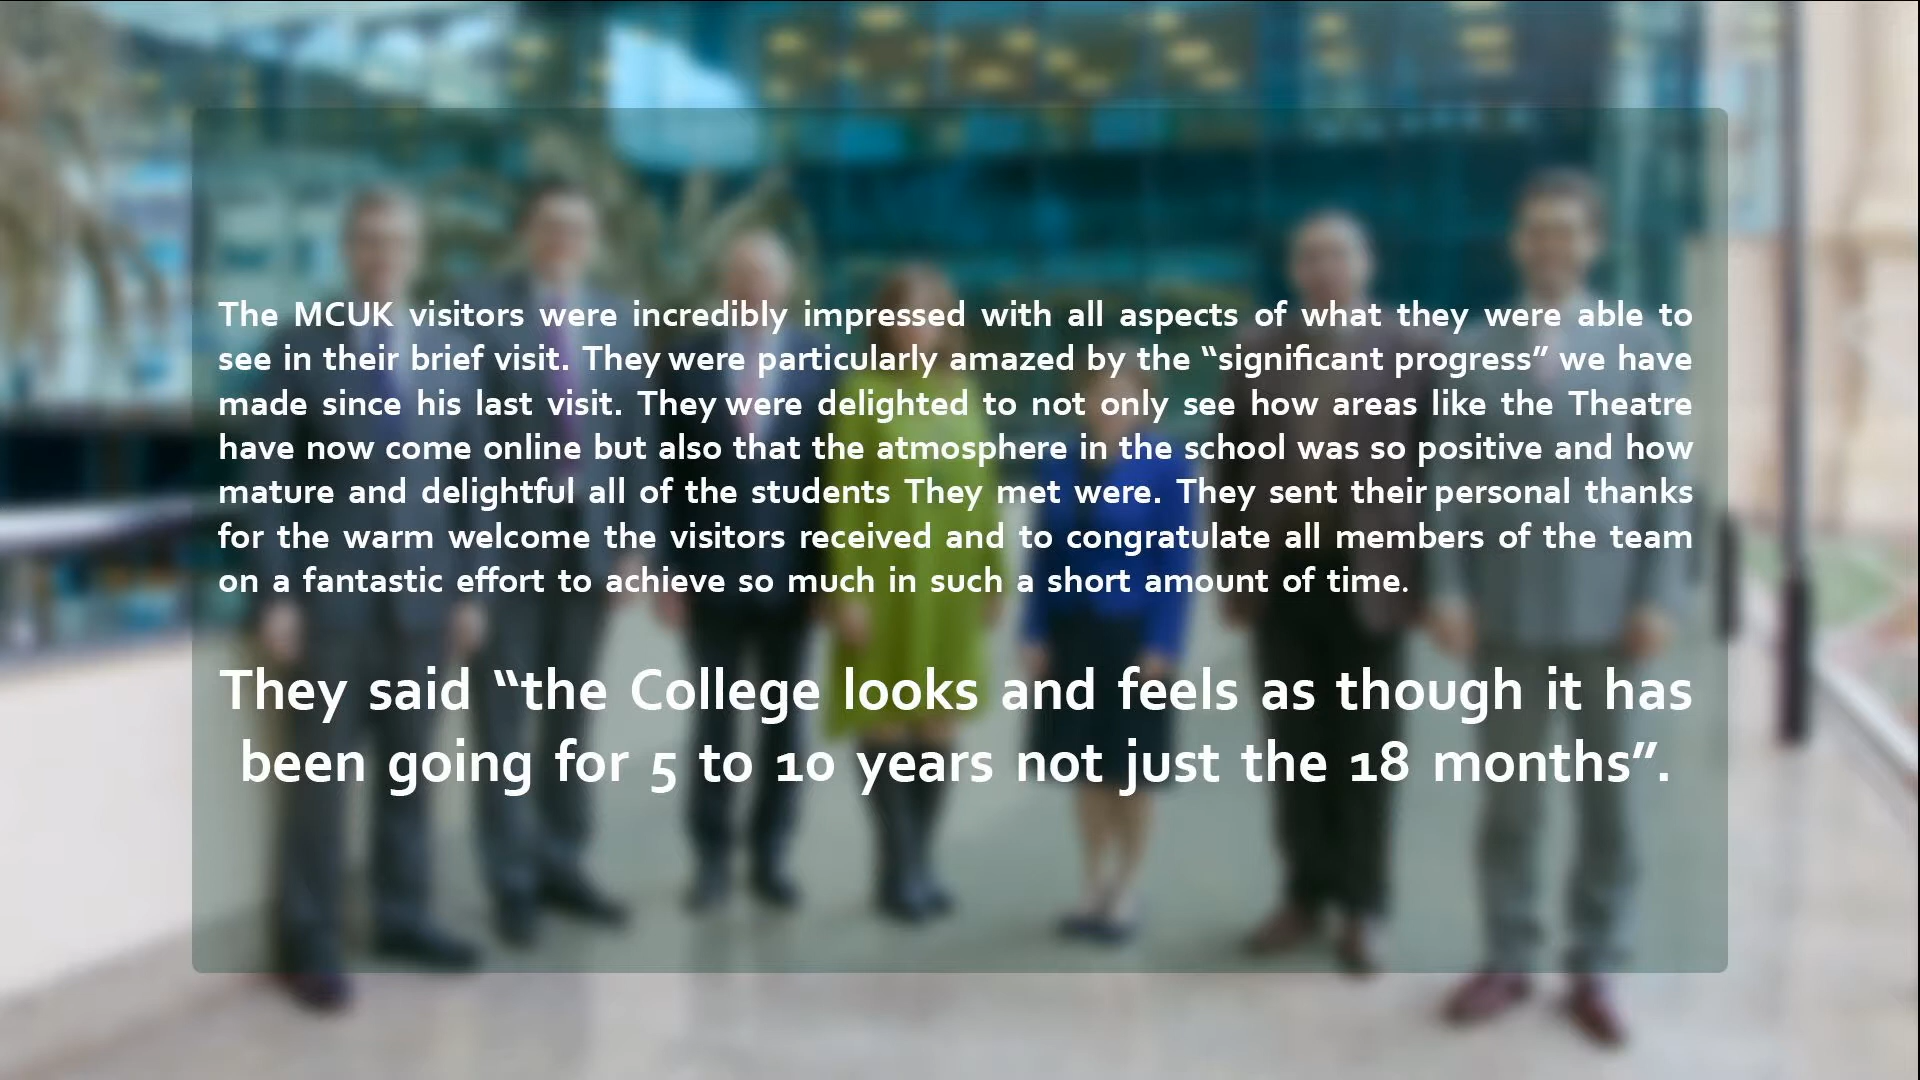 The MCUK visitors were incredibly impressed with all aspects of what they were able to
see in their brief visit. They were particularly amazed by the “significant progress” we have
made since his last visit. They were delighted to not only see how areas like the Theatre
have now come online but also that the atmosphere in the school was so positive and how
mature and delightful all of the students They met were. They sent their personal thanks
for the warm welcome the visitors received and to congratulate all members of the team
on a fantastic effort to achieve so much in such a short amount of time.
They said “the College looks and feels as though it has
been going for 5 to 10 years not just the 18 months”.